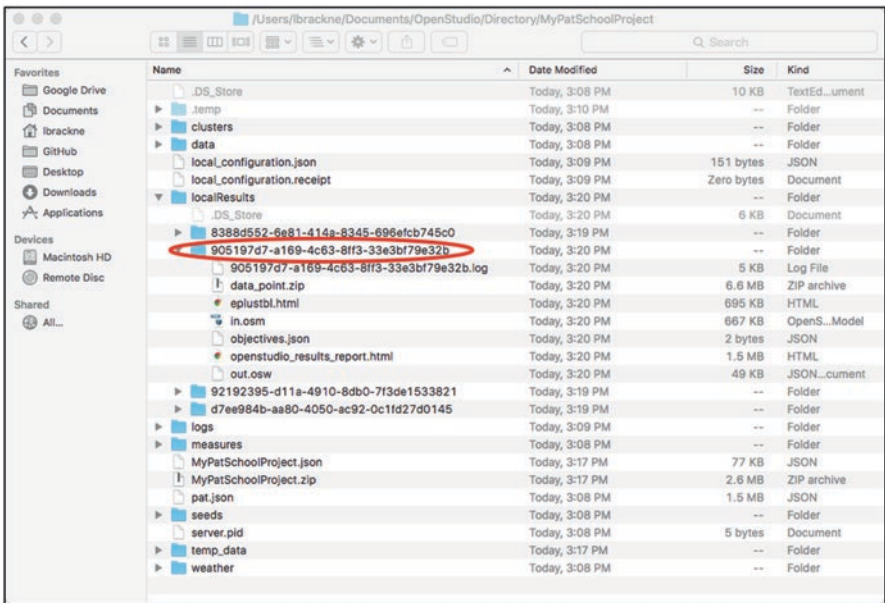 /Users/lbrackne/Documents/OpenStudio/Directory/MyPatSchoolProject
Search
Favorites
Google Drive
Documents
lbrackne
GitHub
Desktop
Downloads
Applications
Devices
Macintosh HD
Remote Disc
Shared
All...
Name Date Modified Size Kind
.DS_Store Today, 3:08 PM 10 KB TextEd...ument
.temp Today, 3:10 PM -- Folder
clusters Today, 3:08 PM -- Folder
data Today, 3:08 PM -- Folder
local_configuration.json Today, 3:09 PM 151 bytes JSON
local_configuration.receipt Today, 3:09 PM Zero bytes Document
localResults Today, 3:20 PM -- Folder
.DS_Store Today, 3:20 PM 6 KB Document
8388d552-6e81-414a-8345-696efcb745c0 Today, 3:19 PM -- Folder
905197d7-a169-4c63-8ff3-33e3bf79e32b Today, 3:20 PM -- Folder
905197d7-a169-4c63-8ff3-33e3bf79e32b.log Today, 3:20 PM 5 KB Log File
data_point.zip Today, 3:20 PM 6.6 MB ZIP archive
eplustbl.html Today, 3:20 PM 695 KB HTML
in.osm Today, 3:20 PM 667 KB OpenS...Model
objectives.json Today, 3:20 PM 2 bytes JSON
openstudio_results_report.html Today, 3:20 PM 1.5 MB HTML
out.osw Today, 3:20 PM 49 KB JSON...cument
92192395-d11a-4910-8db0-7f3de1533821 Today, 3:19 PM -- Folder
d7ee984b-aa80-4050-ac92-0c1fd27d0145 Today, 3:19 PM -- Folder
logs Today, 3:09 PM -- Folder
measures Today, 3:08 PM -- Folder
MyPatSchoolProject.json Today, 3:17 PM 77 KB JSON
MyPatSchoolProject.zip Today, 3:17 PM 2.6 MB ZIP archive
pat.json Today, 3:08 PM 1.5 MB JSON
seeds Today, 3:08 PM -- Folder
server.pid Today, 3:08 PM 5 bytes Document
temp_data Today, 3:17 PM -- Folder
weather Today, 3:08 PM -- Folder